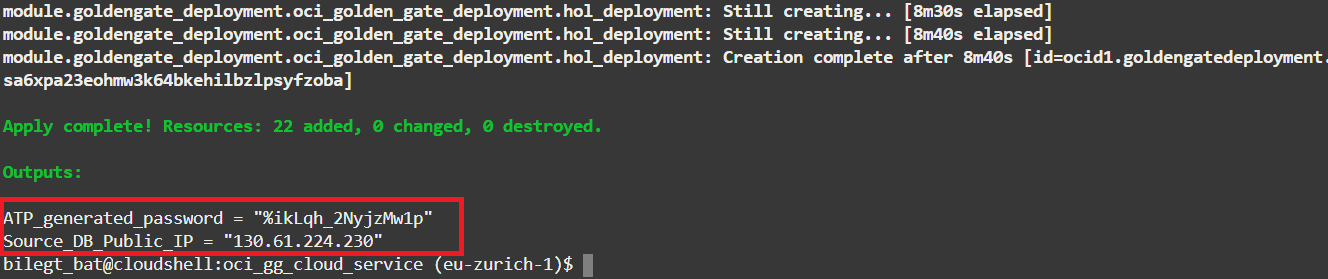 module.goldengate_deployment.oci_golden_gate_deployment.hol_deployment: Still creating... [8m30s elapsed]
module.goldengate_deployment.oci_golden_gate_deployment.hol_deployment: Still creating... [8m40s elapsed]
module.goldengate_deployment.oci_golden_gate_deployment.hol_deployment: Creation complete after 8m40s [id=ocid1.goldengatedeployment.
sa6xpa23eohmw3k64bkehilbzlpsyfzoba]
Apply complete! Resources: 22 added, 0 changed, 0 destroyed.
Outputs:
ATP_generated_password = "%ikLqh_2NyjzMw1p"
Source_DB_Public_IP = "130.61.224.230"
bilegt_bat@cloudshell:oci_gg_cloud_service (eu-zurich-1)$